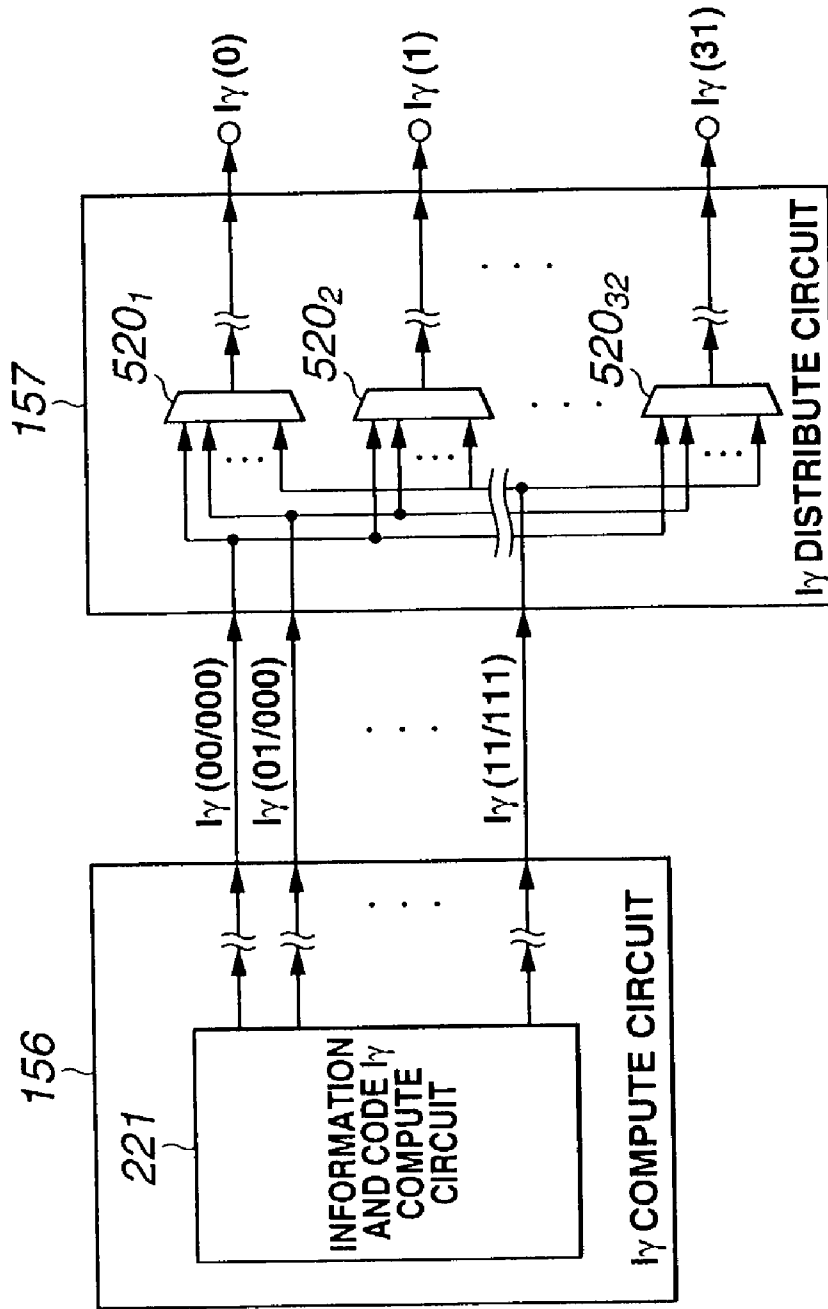 156
221
INFORMATION
AND CODE Iγ
COMPUTE
CIRCUIT
. . .
Iγ COMPUTE CIRCUIT
Iγ (00/000)
Iγ (01/000)
. . .
Iγ (11/111)
157
520₁
. . .
520₂
. . .
. . .
520₃₂
. . .
. . .
Iγ DISTRIBUTE CIRCUIT
Iγ (0)
Iγ (1)
Iγ (31)